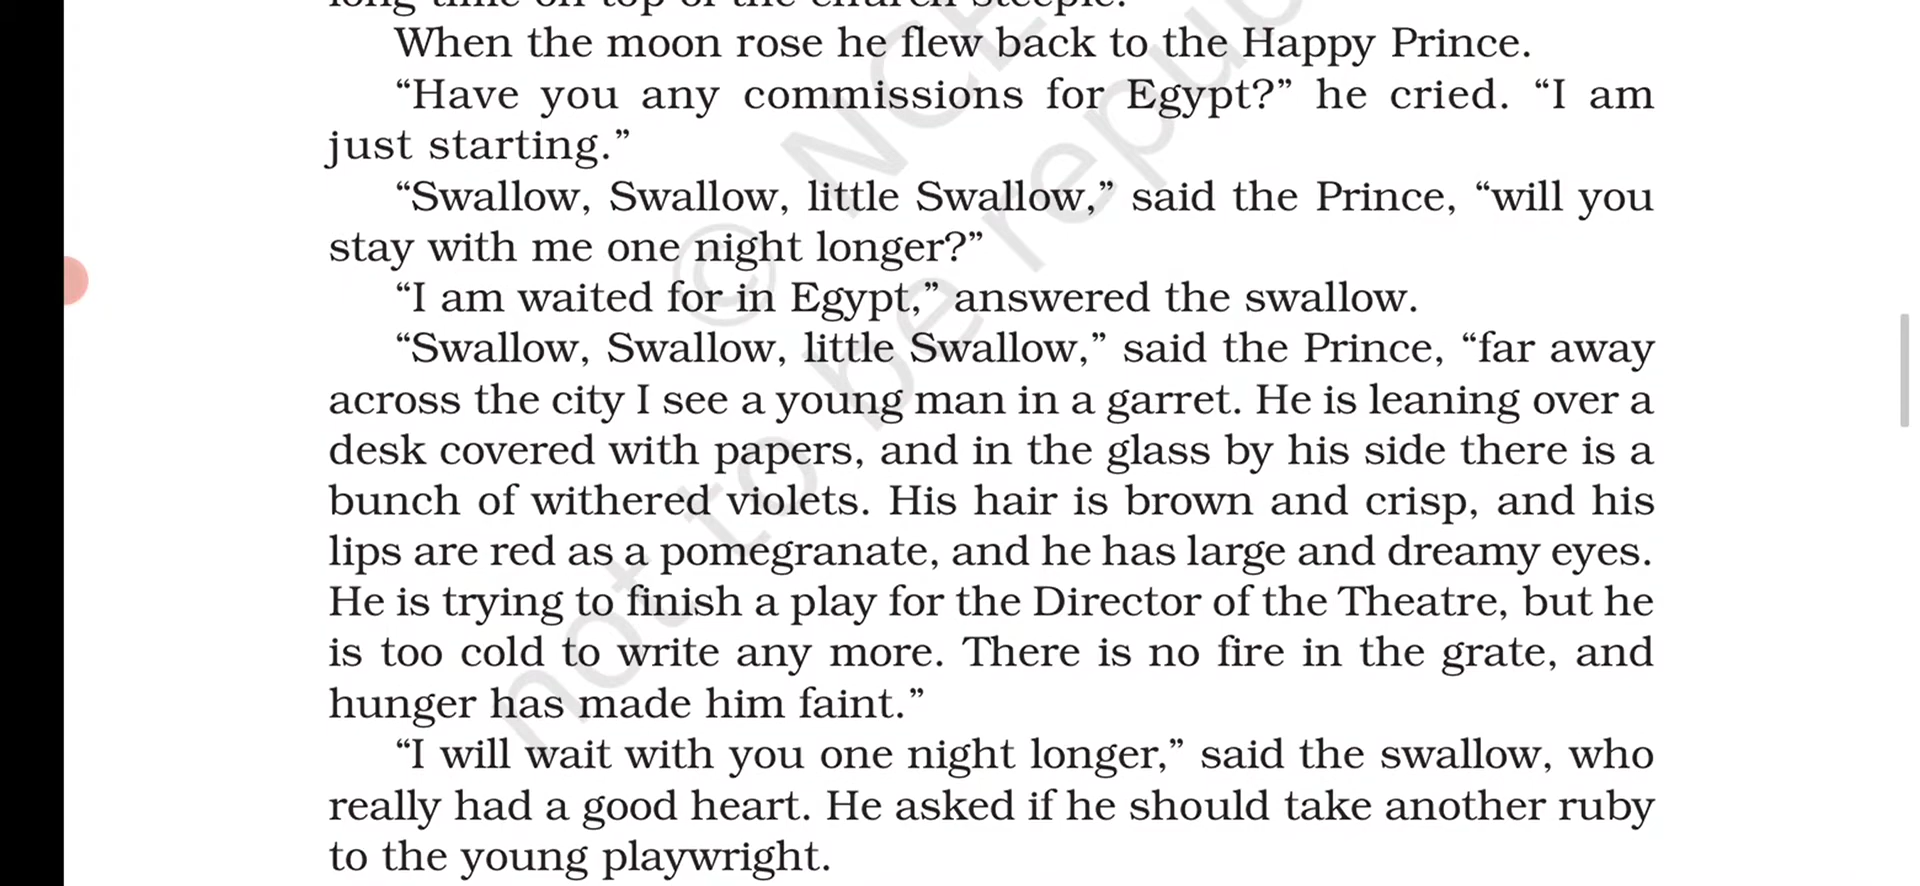 long time on top of the church steeple.
When the moon rose he flew back to the Happy Prince.
“Have you any commissions for Egypt?” he cried. “I am
just starting.”
“Swallow, Swallow, little Swallow,” said the Prince, “will you
stay with me one night longer?”
“I am waited for in Egypt,” answered the swallow.
“Swallow, Swallow, little Swallow,” said the Prince, “far away
across the city I see a young man in a garret. He is leaning over a
desk covered with papers, and in the glass by his side there is a
bunch of withered violets. His hair is brown and crisp, and his
lips are red as a pomegranate, and he has large and dreamy eyes.
He is trying to finish a play for the Director of the Theatre, but he
is too cold to write any more. There is no fire in the grate, and
hunger has made him faint.”
“I will wait with you one night longer,” said the swallow, who
really had a good heart. He asked if he should take another ruby
to the young playwright.
© NCE
not to be repu